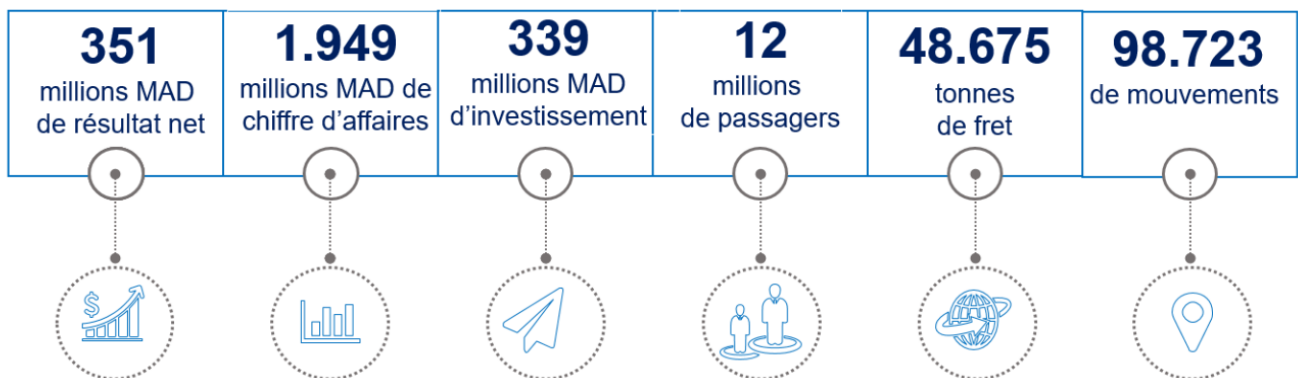 351
millions MAD
de résultat net
1.949
millions MAD de
chiffre d'affaires
339
millions MAD
d'investissement
12
millions
de passagers
48.675
tonnes
de fret
98.723
de mouvements
$